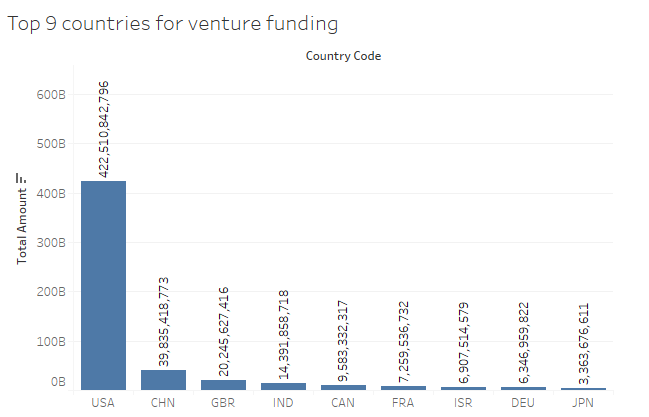 Top 9 countries for venture funding
Country Code
Total Amount
600B
500B
400B
300B
200B
100B
0B
422,510,842,796
39,835,418,773
20,245,627,416
14,391,858,718
9,583,332,317
7,259,536,732
6,907,514,579
6,346,959,822
3,363,676,611
USA CHN GBR IND CAN FRA ISR DEU JPN